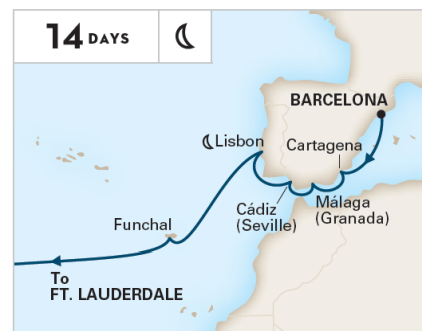 14 DAYS
BARCELONA
Lisbon
Cartagena
Cádiz
(Seville)
Málaga
(Granada)
Funchal
To
FT. LAUDERDALE